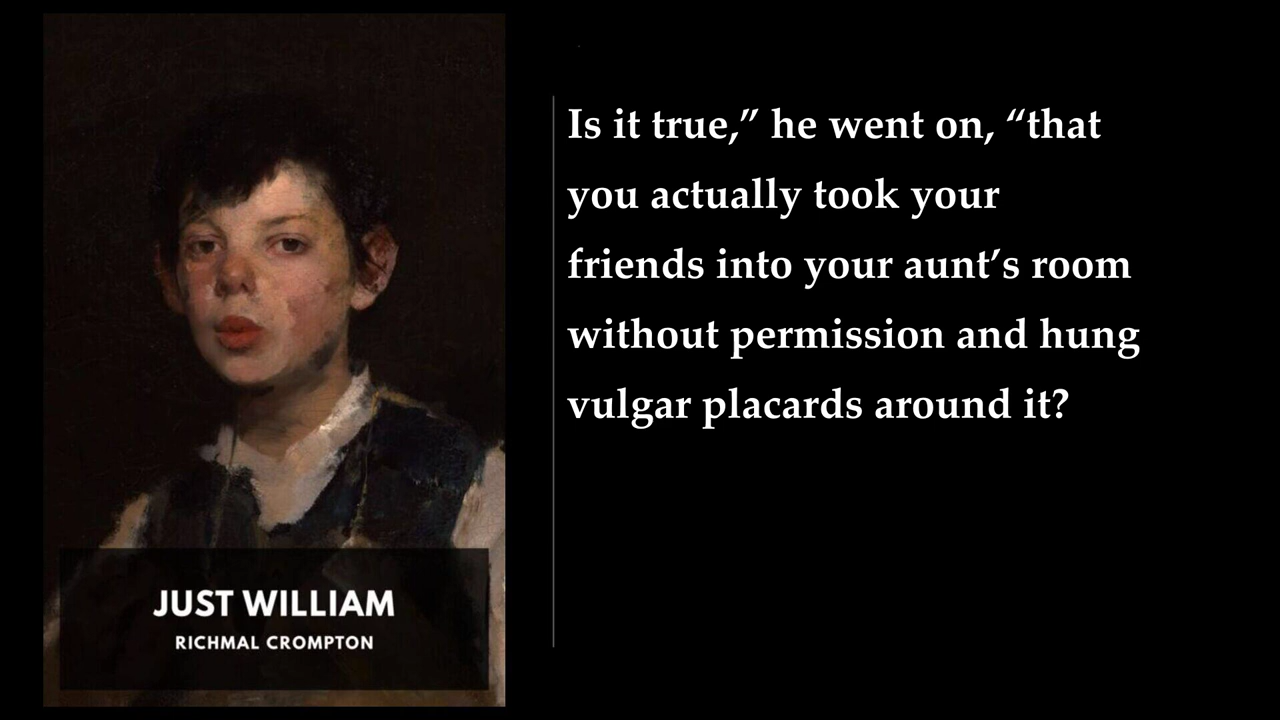 JUST WILLIAM
RICHMAL CROMPTON
Is it true,” he went on, “that
you actually took your
friends into your aunt’s room
without permission and hung
vulgar placards around it?